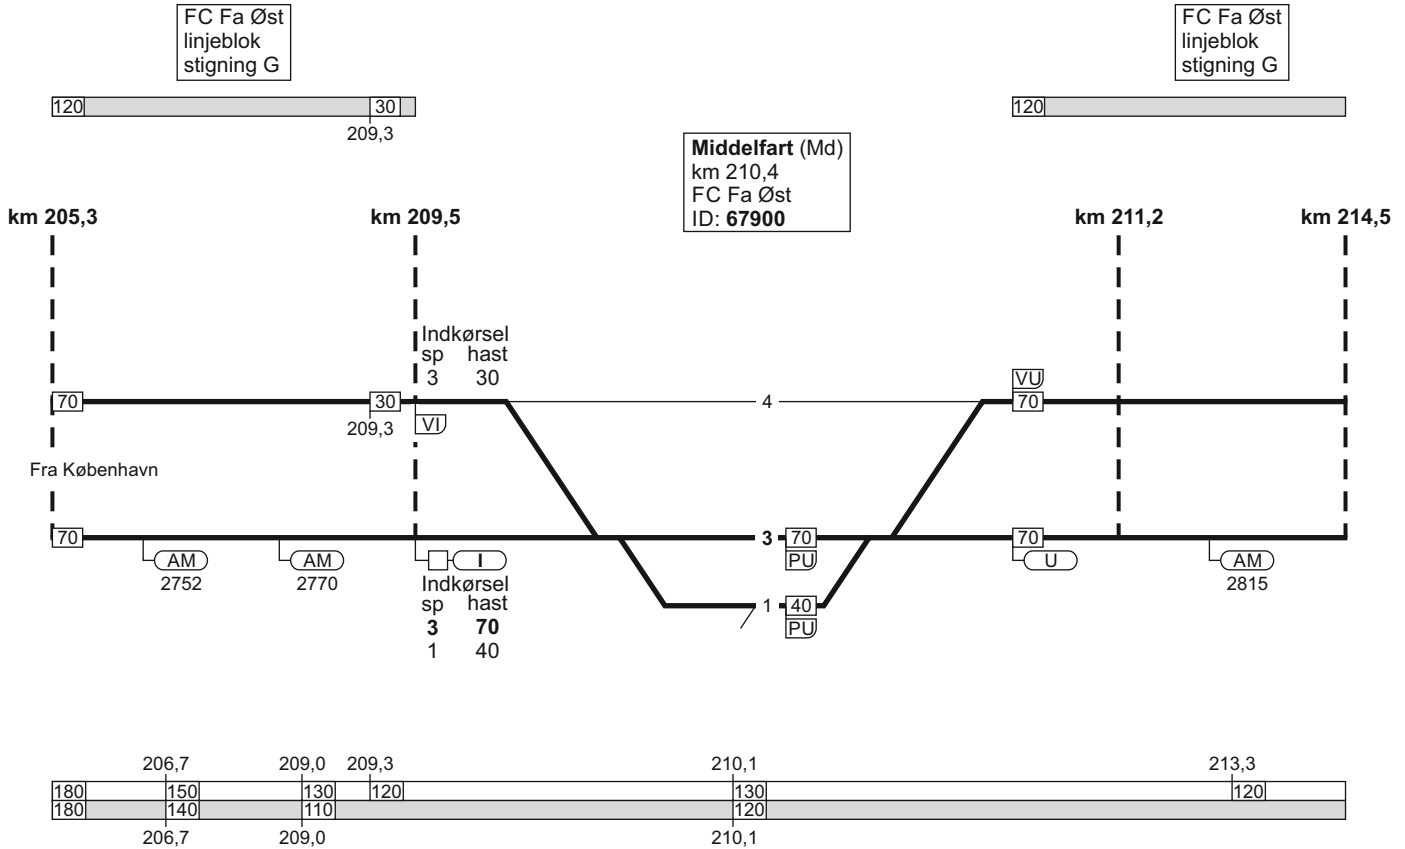 FC Fa Øst
linjeblok
stigning G
FC Fa Øst
linjeblok
stigning G
120 30
209,3
120
Middelfart (Md)
km 210,4
FC Fa Øst
ID: 67900
km 205,3
km 209,5
km 211,2
km 214,5
Indkørsel
sp hast
3 30
70 30
209,3
VI
4
VU
70
Fra København
70
AM
2752
AM
2770
I
Indkørsel
sp hast
3 70
1 40
3 70
PU
1 40
PU
70
U
AM
2815
206,7 209,0 209,3 210,1 213,3
180 150 130 120 130 120
180 140 110 120
206,7 209,0 210,1